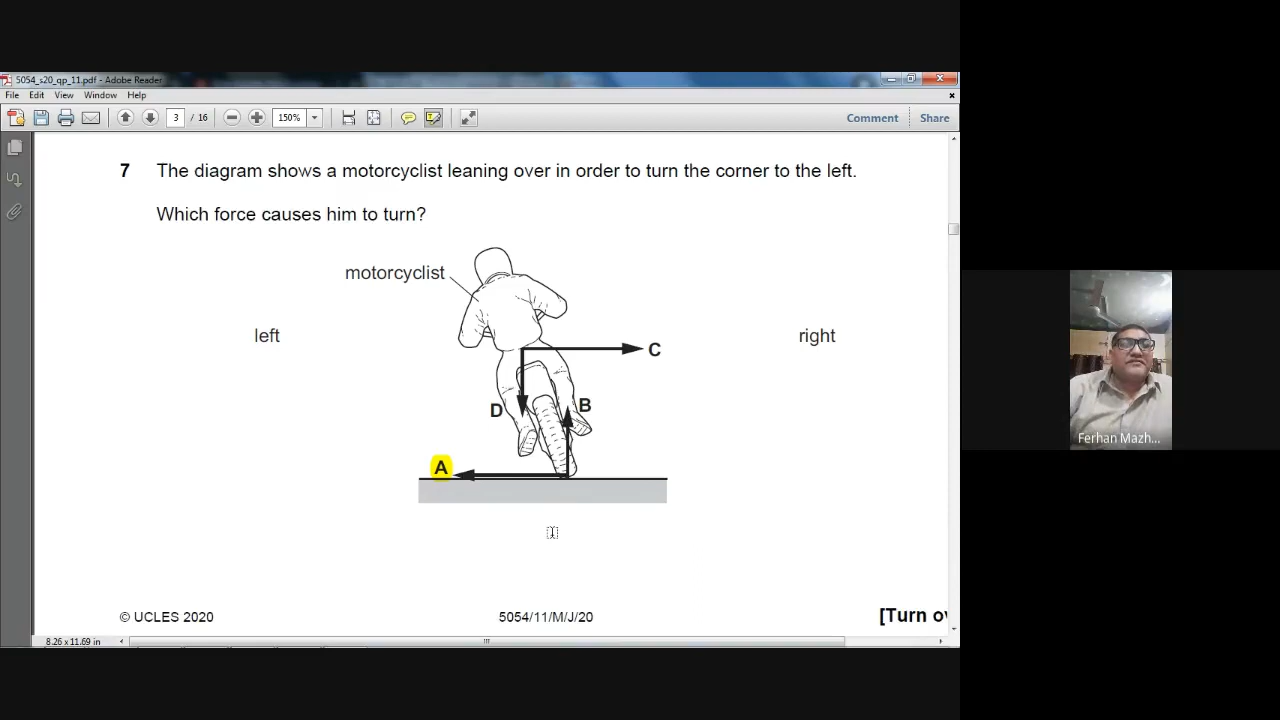 5054_s20_qp_11.pdf - Adobe Reader
File Edit View Window Help
3 / 16 150% Comment Share
7 The diagram shows a motorcyclist leaning over in order to turn the corner to the left.
Which force causes him to turn?
motorcyclist
left
right
C
D
B
A
© UCLES 2020 5054/11/M/J/20 [Turn ov
8.26 x 11.69 in
Ferhan Mazh...